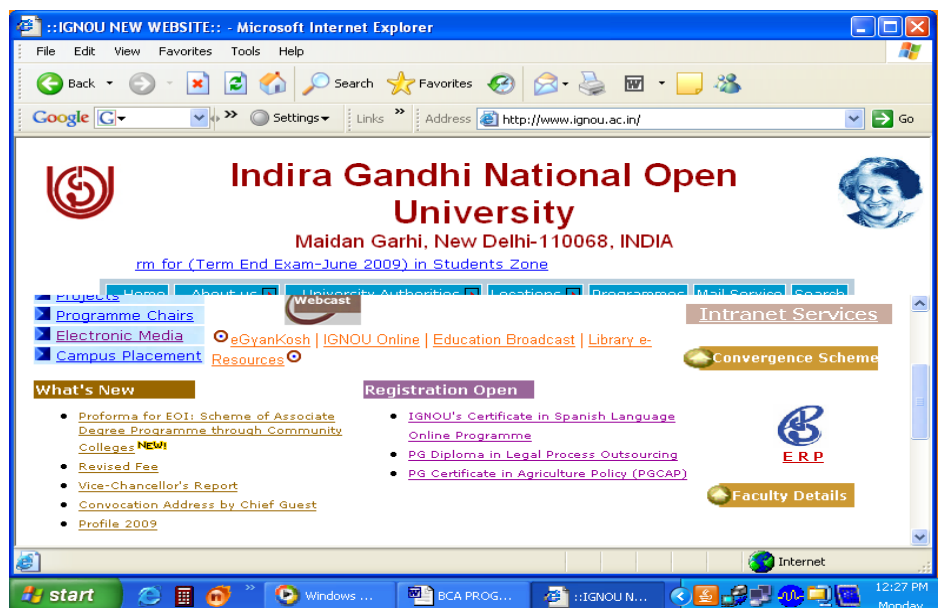 ::IGNOU NEW WEBSITE:: - Microsoft Internet Explorer
File Edit View Favorites Tools Help
Back Search Favorites
Google G Settings Links » Address http://www.ignou.ac.in/ Go
Indira Gandhi National Open
University
Maidan Garhi, New Delhi-110068, INDIA
rm for (Term End Exam-June 2009) in Students Zone
Home About us University Authorities Locations Programmes Mail Service Search
Projects
Webcast
Programme Chairs
Intranet Services
Electronic Media
eGyanKosh | IGNOU Online | Education Broadcast | Library e-
Campus Placement
Resources
Convergence Scheme
What's New
Proforma for EOI: Scheme of Associate
Degree Programme through Community
Colleges NEW!
Revised Fee
Vice-Chancellor's Report
Convocation Address by Chief Guest
Profile 2009
Registration Open
IGNOU's Certificate in Spanish Language
Online Programme
PG Diploma in Legal Process Outsourcing
PG Certificate in Agriculture Policy (PGCAP)
ERP
Faculty Details
Internet
start » Windows ... BCA PROG... ::IGNOU N... 12:27 PM
Monday